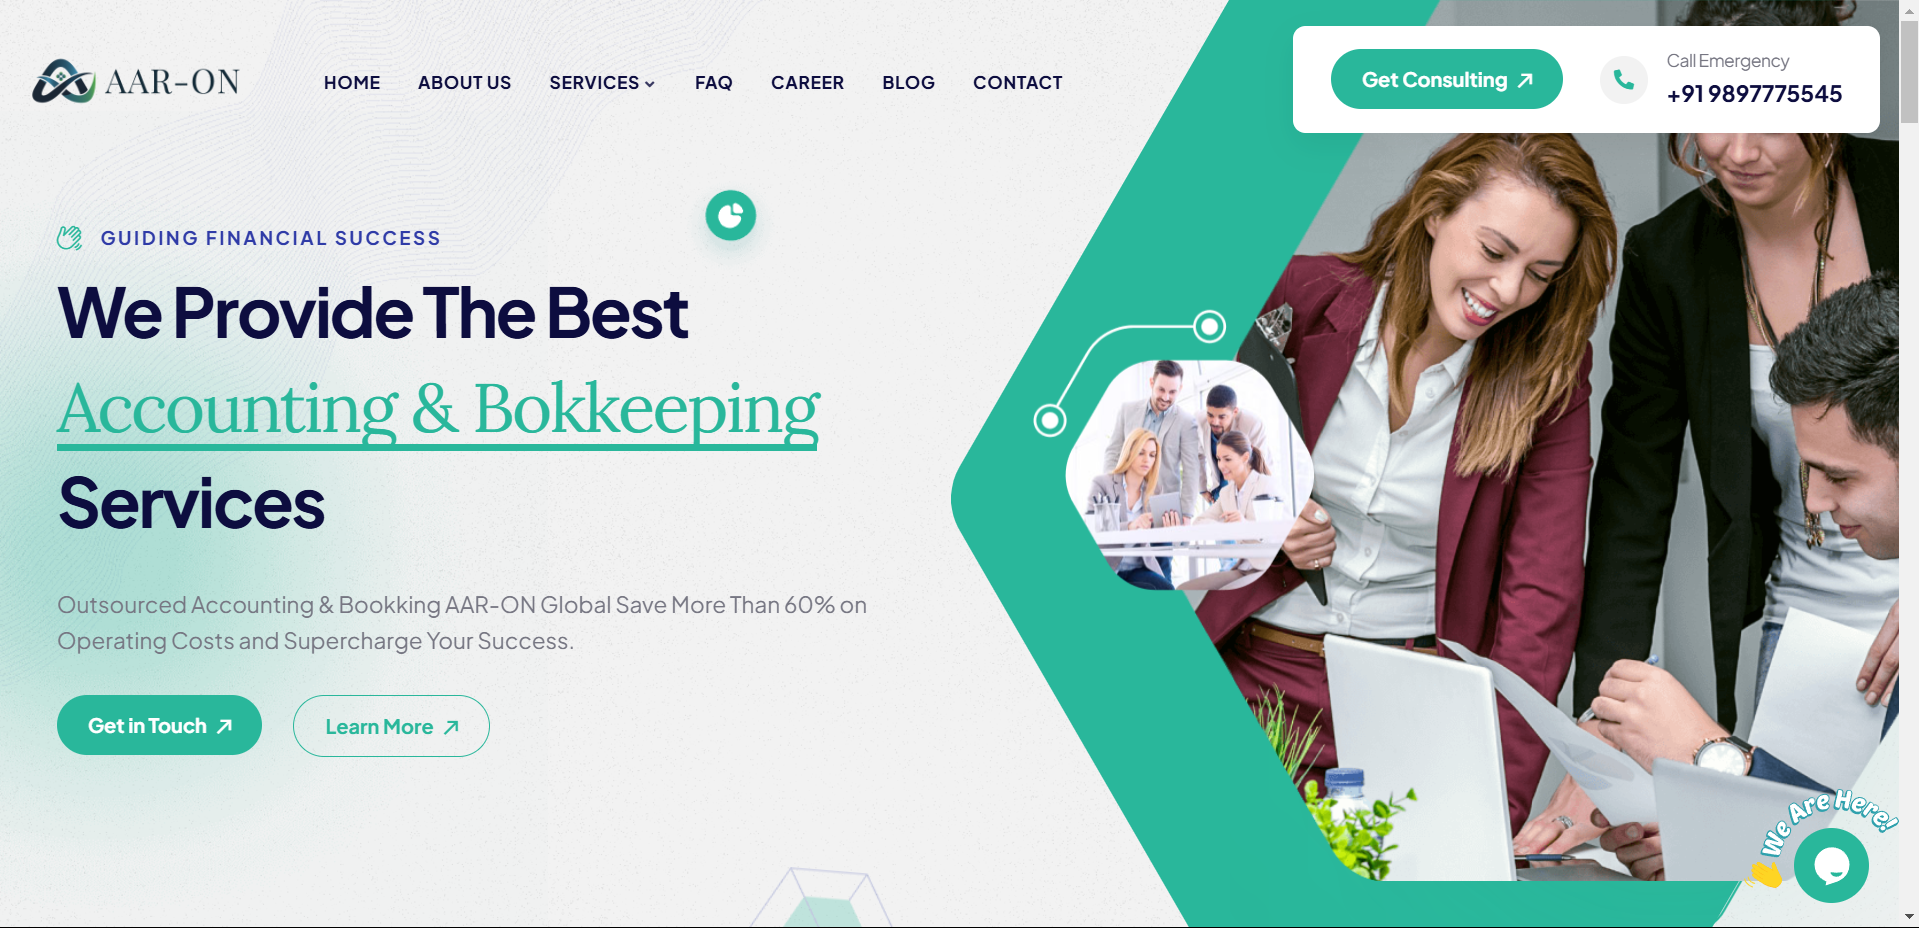 AAR-ON
HOME ABOUT US SERVICES FAQ CAREER BLOG CONTACT
Get Consulting
Call Emergency
+91 9897775545
GUIDING FINANCIAL SUCCESS
We Provide The Best
Accounting & Bokkeeping
Services
Outsourced Accounting & Bookking AAR-ON Global Save More Than 60% on
Operating Costs and Supercharge Your Success.
Get in Touch
Learn More
We Are Here!